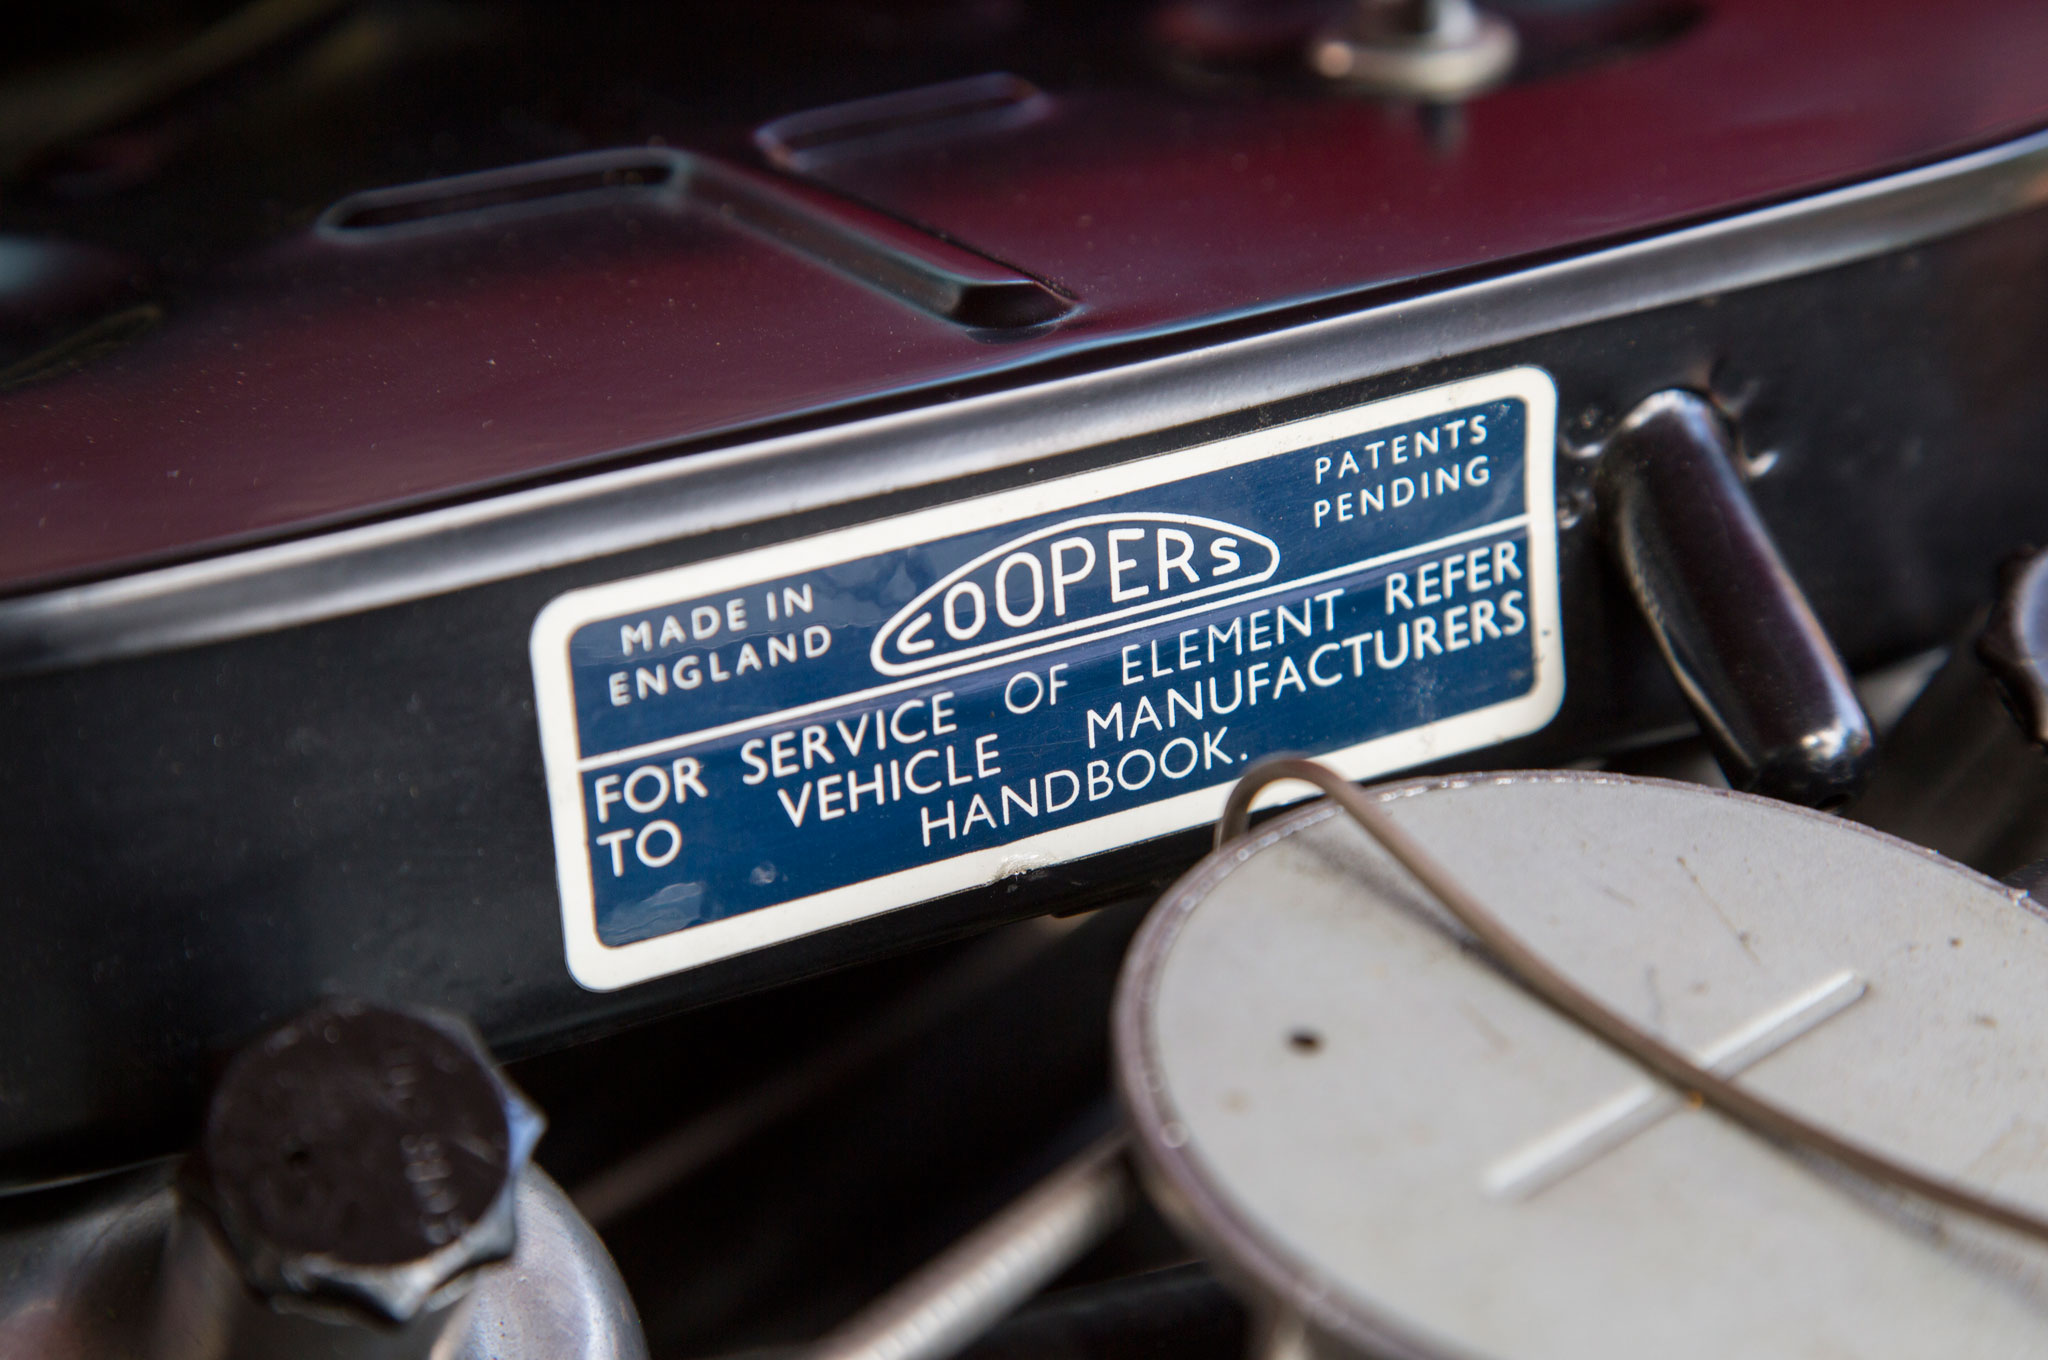 MADE IN
ENGLAND
COOPERS
PATENTS
PENDING
FOR SERVICE OF ELEMENT REFER
TO VEHICLE MANUFACTURERS
HANDBOOK.